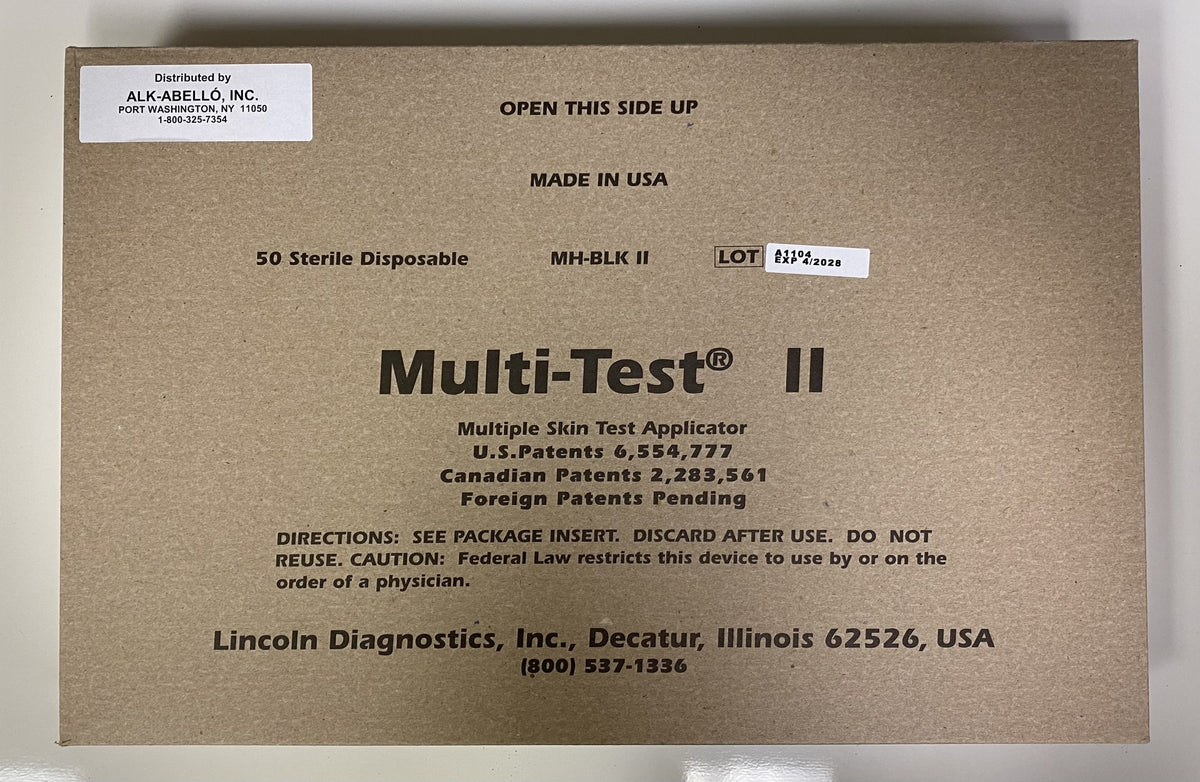 Distributed by
ALK-ABELLÓ, INC.
PORT WASHINGTON, NY 11050
1-800-325-7354
OPEN THIS SIDE UP
MADE IN USA
50 Sterile Disposable MH-BLK II LOT A1104
EXP 4/2028
Multi-Test® II
Multiple Skin Test Applicator
U.S.Patents 6,554,777
Canadian Patents 2,283,561
Foreign Patents Pending
DIRECTIONS: SEE PACKAGE INSERT. DISCARD AFTER USE. DO NOT
REUSE. CAUTION: Federal Law restricts this device to use by or on the
order of a physician.
Lincoln Diagnostics, Inc., Decatur, Illinois 62526, USA
(800) 537-1336